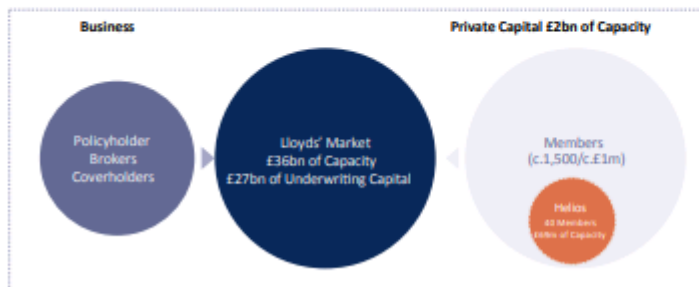 Business
Private Capital £2bn of Capacity
Policyholder
Brokers
Coverholders
Lloyds' Market
£36bn of Capacity
£27bn of Underwriting Capital
Members
(c.1,500/c.£1m)
Helios
Members
of Capacity